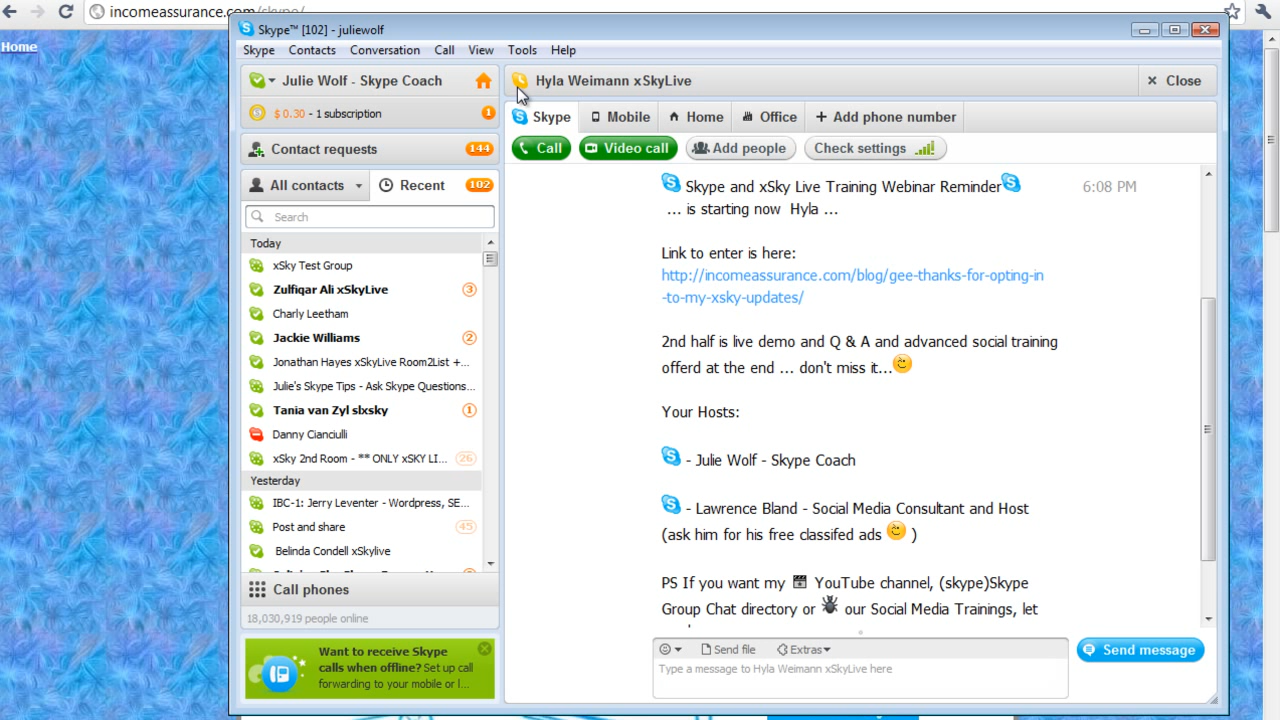 incomeassurance.com/skype/
Home
Skype™ [102] - juliewolf
Skype Contacts Conversation Call View Tools Help
Julie Wolf - Skype Coach
$ 0.30 - 1 subscription 1
Contact requests 144
All contacts Recent 102
Search
Today
xSky Test Group
Zulfiqar Ali xSkyLive 3
Charly Leetham
Jackie Williams 2
Jonathan Hayes xSkyLive Room2List +...
Julie's Skype Tips - Ask Skype Questions...
Tania van Zyl slxsky 1
Danny Cianciulli
xSky 2nd Room - ** ONLY xSKY LI... 26
Yesterday
IBC-1: Jerry Leventer - Wordpress, SE...
Post and share 45
Belinda Condell xSkylive
Call phones
18,030,919 people online
Want to receive Skype
calls when offline? Set up call
forwarding to your mobile or l...
Hyla Weimann xSkyLive
Close
Skype Mobile Home Office + Add phone number
Call Video call Add people Check settings
Skype and xSky Live Training Webinar Reminder 6:08 PM
... is starting now Hyla ...
Link to enter is here:
http://incomeassurance.com/blog/gee-thanks-for-opting-in
-to-my-xsky-updates/
2nd half is live demo and Q & A and advanced social training
offerd at the end ... don't miss it...
Your Hosts:
- Julie Wolf - Skype Coach
- Lawrence Bland - Social Media Consultant and Host
(ask him for his free classifed ads )
PS If you want my YouTube channel, (skype)Skype
Group Chat directory or our Social Media Trainings, let
Send file Extras
Type a message to Hyla Weimann xSkyLive here
Send message